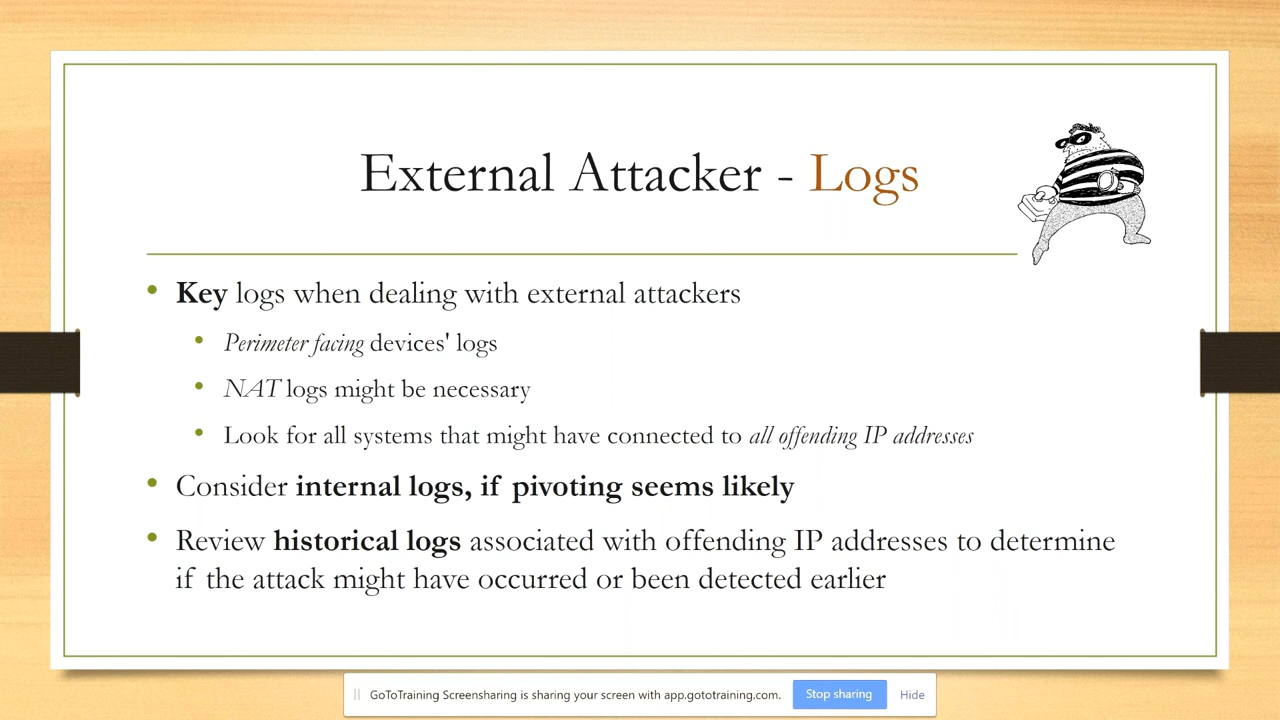 External Attacker - Logs
• Key logs when dealing with external attackers
• Perimeter facing devices' logs
• NAT logs might be necessary
• Look for all systems that might have connected to all offending IP addresses
• Consider internal logs, if pivoting seems likely
• Review historical logs associated with offending IP addresses to determine
if the attack might have occurred or been detected earlier
GoToTraining Screensharing is sharing your screen with app.gototraining.com. Stop sharing Hide